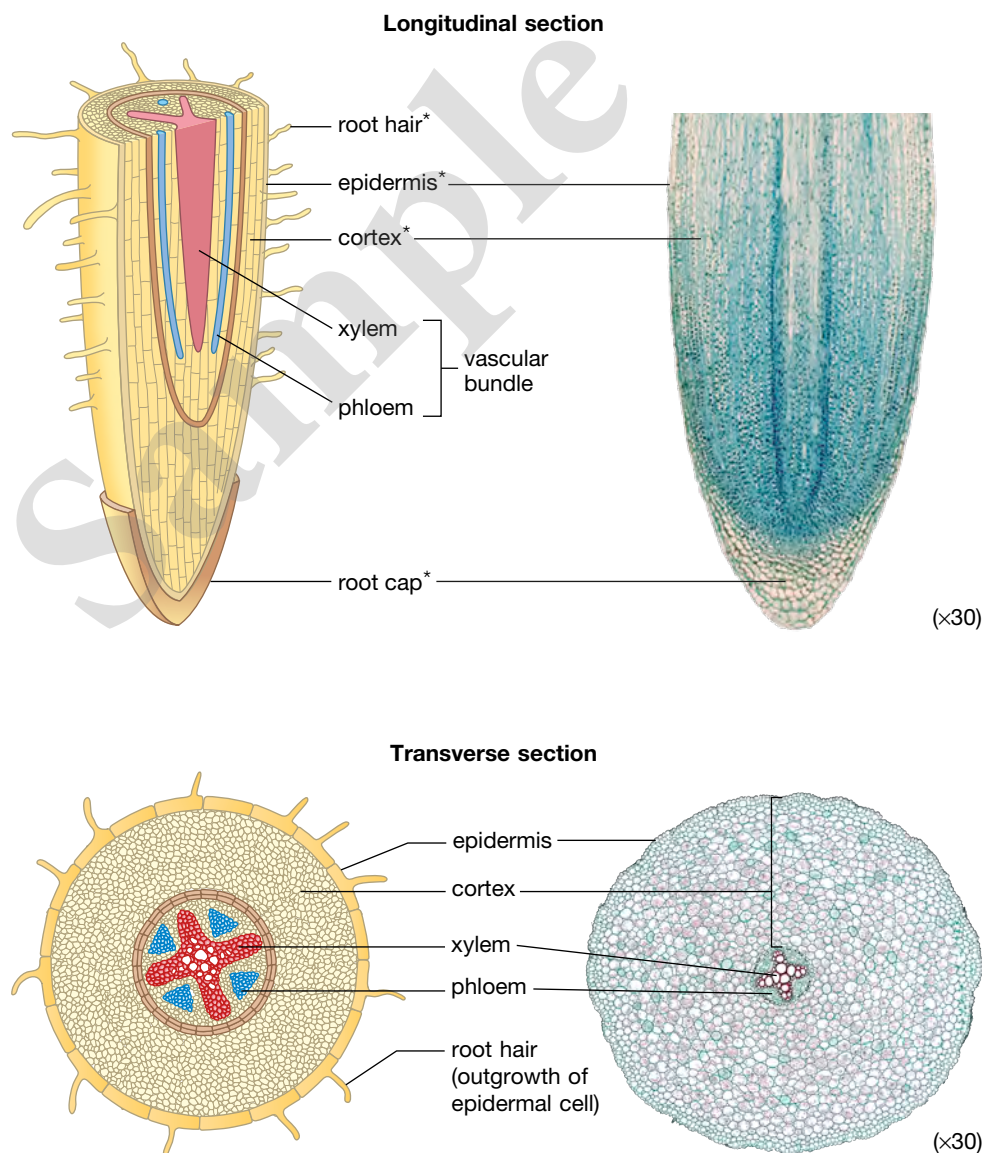 Longitudinal section
root hair*
epidermis*
cortex*
xylem
vascular
bundle
phloem
root cap*
(×30)
Sample
Transverse section
epidermis
cortex
xylem
phloem
root hair
(outgrowth of
epidermal cell)
(×30)